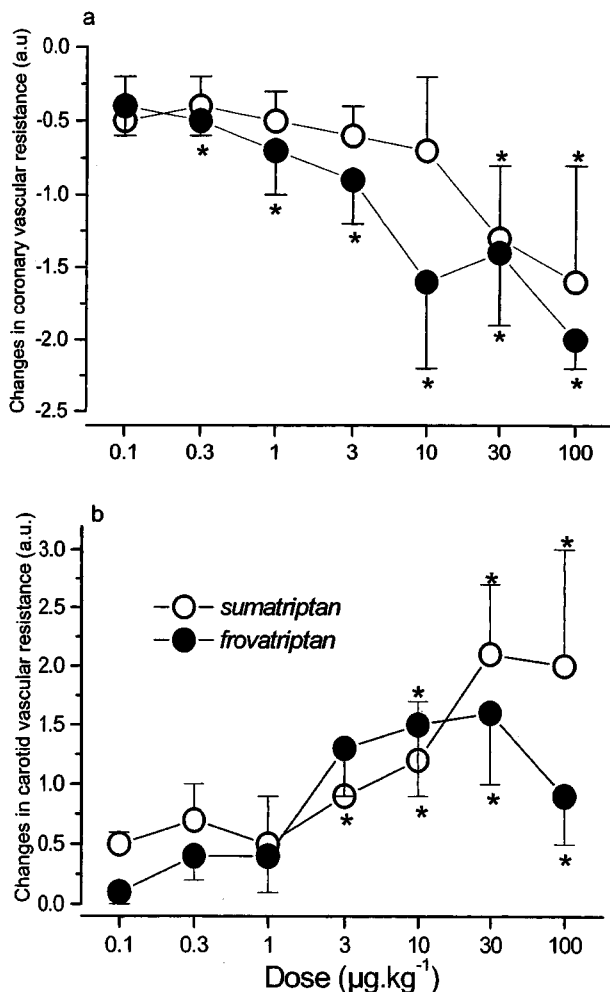 a
Changes in coronary vascular resistance (a.u)
0.0
-0.5
-1.0
-1.5
-2.0
-2.5
* * * * * * * *
0.1 0.3 1 3 10 30 100
b
Changes in carotid vascular resistance (a.u.)
3.0
2.5
2.0
1.5
1.0
0.5
0.0
sumatriptan
frovatriptan
* * * * * * *
0.1 0.3 1 3 10 30 100
Dose (µg.kg⁻¹)